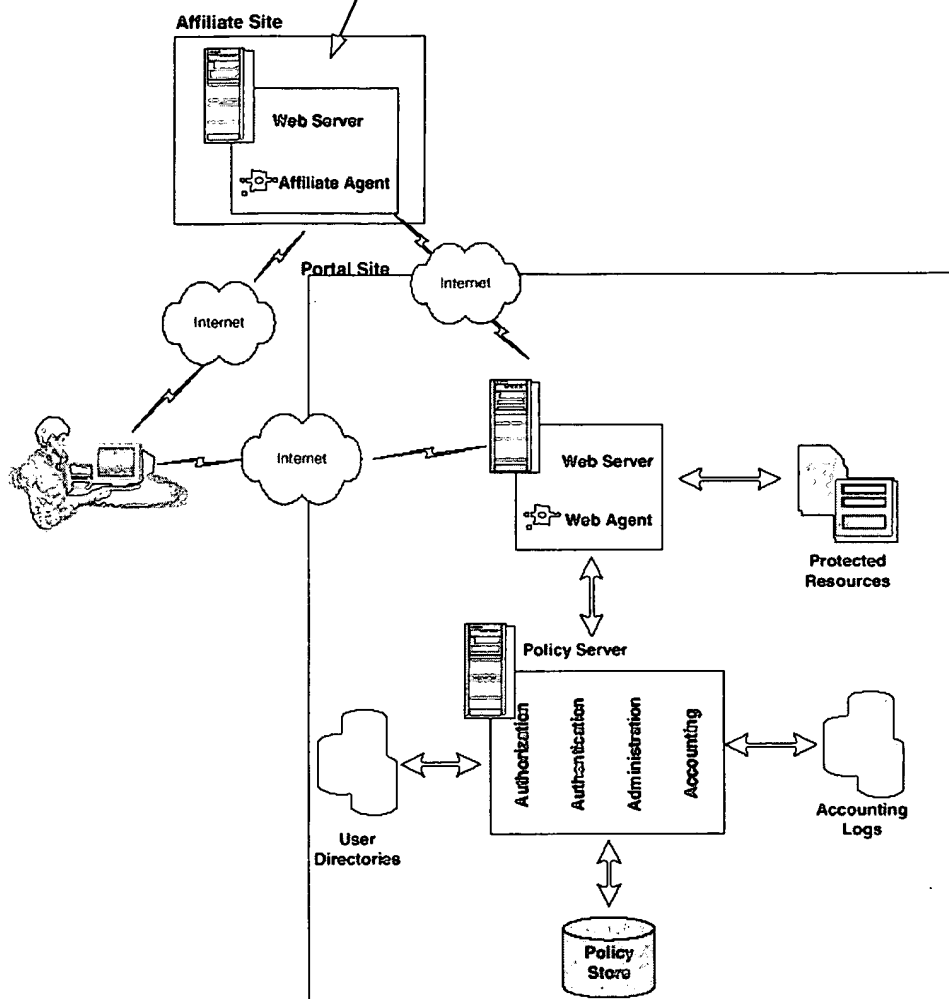 Affiliate Site
Web Server
Affiliate Agent
Portal Site
Internet
Internet
Internet
Web Server
Web Agent
Protected
Resources
Policy Server
Authorization
Authentication
Administration
Accounting
User
Directories
Accounting
Logs
Policy
Store